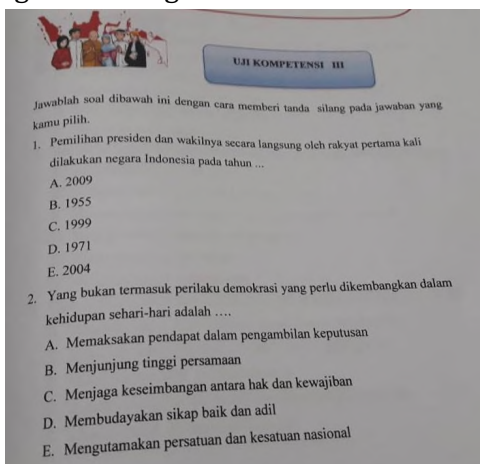 UJI KOMPETENSI III
Jawablah soal dibawah ini dengan cara memberi tanda silang pada jawaban yang
kamu pilih.
1. Pemilihan presiden dan wakilnya secara langsung oleh rakyat pertama kali
dilakukan negara Indonesia pada tahun ...
A. 2009
B. 1955
C. 1999
D. 1971
E. 2004
2. Yang bukan termasuk perilaku demokrasi yang perlu dikembangkan dalam
kehidupan sehari-hari adalah ....
A. Memaksakan pendapat dalam pengambilan keputusan
B. Menjunjung tinggi persamaan
C. Menjaga keseimbangan antara hak dan kewajiban
D. Membudayakan sikap baik dan adil
E. Mengutamakan persatuan dan kesatuan nasional